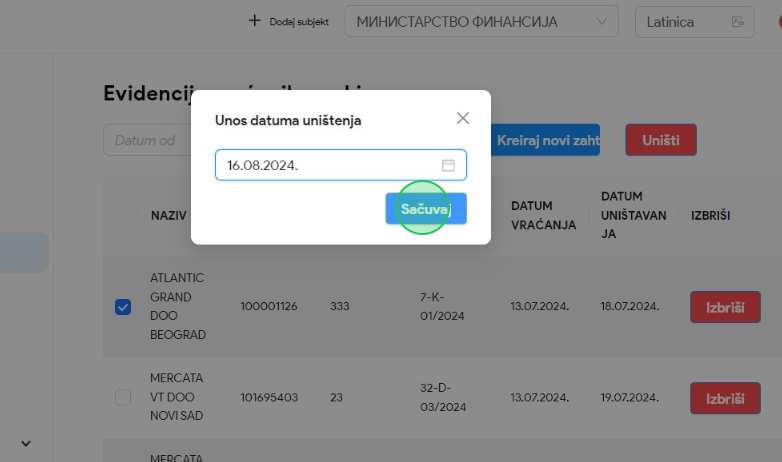 Dodaj subjekt
МИНИСТАРСТВО ФИНАНСИЈА
Latinica
Evidencij
Unos datuma uništenja
Datum od
16.08.2024.
Kreiraj novi zaht
Uništi
Sačuvaj
NAZIV
DATUM
VRAĆANJA
DATUM
UNIŠTAVAN
JA
IZBRIŠI
ATLANTIC
GRAND
DOO
BEOGRAD
100001126
333
7-K-
01/2024
13.07.2024.
18.07.2024.
Izbriši
MERCATA
VT DOO
NOVI SAD
101695403
23
32-D-
03/2024
13.07.2024.
19.07.2024.
Izbriši
MERCATA